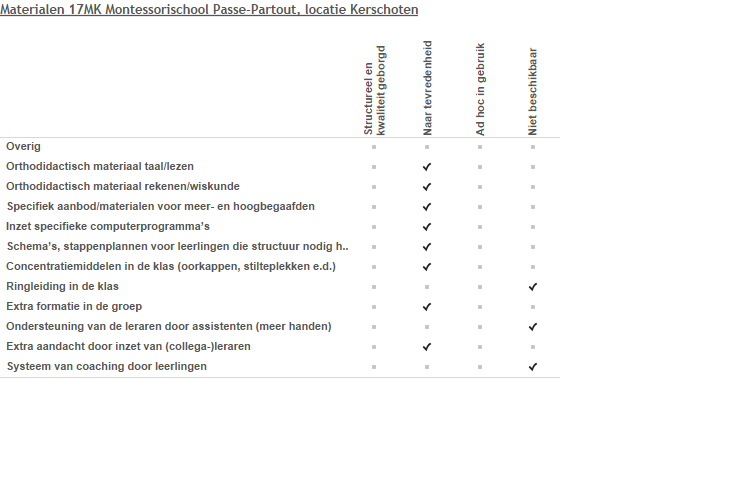 Materialen 17MK Montessorischool Passe-Partout, locatie Kerschoten
Structureel en
kwaliteit geborgd
Naar tevredenheid
Ad hoc in gebruik
Niet beschikbaar
Overig
Orthodidactisch materiaal taal/lezen
Orthodidactisch materiaal rekenen/wiskunde
Specifiek aanbod/materialen voor meer- en hoogbegaafden
Inzet specifieke computerprogramma's
Schema's, stappenplannen voor leerlingen die structuur nodig h..
Concentratiemiddelen in de klas (oorkappen, stilteplekken e.d.)
Ringleiding in de klas
Extra formatie in de groep
Ondersteuning van de leraren door assistenten (meer handen)
Extra aandacht door inzet van (collega-)leraren
Systeem van coaching door leerlingen